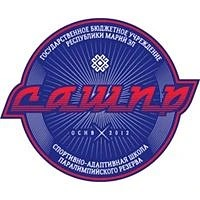 ГОСУДАРСТВЕННОЕ БЮДЖЕТНОЕ УЧРЕЖДЕНИЕ
РЕСПУБЛИКИ МАРИЙ ЭЛ
САШПР
ОСНВ 2012
СПОРТИВНО-АДАПТИВНАЯ ШКОЛА
ПАРАЛИМПИЙСКОГО РЕЗЕРВА